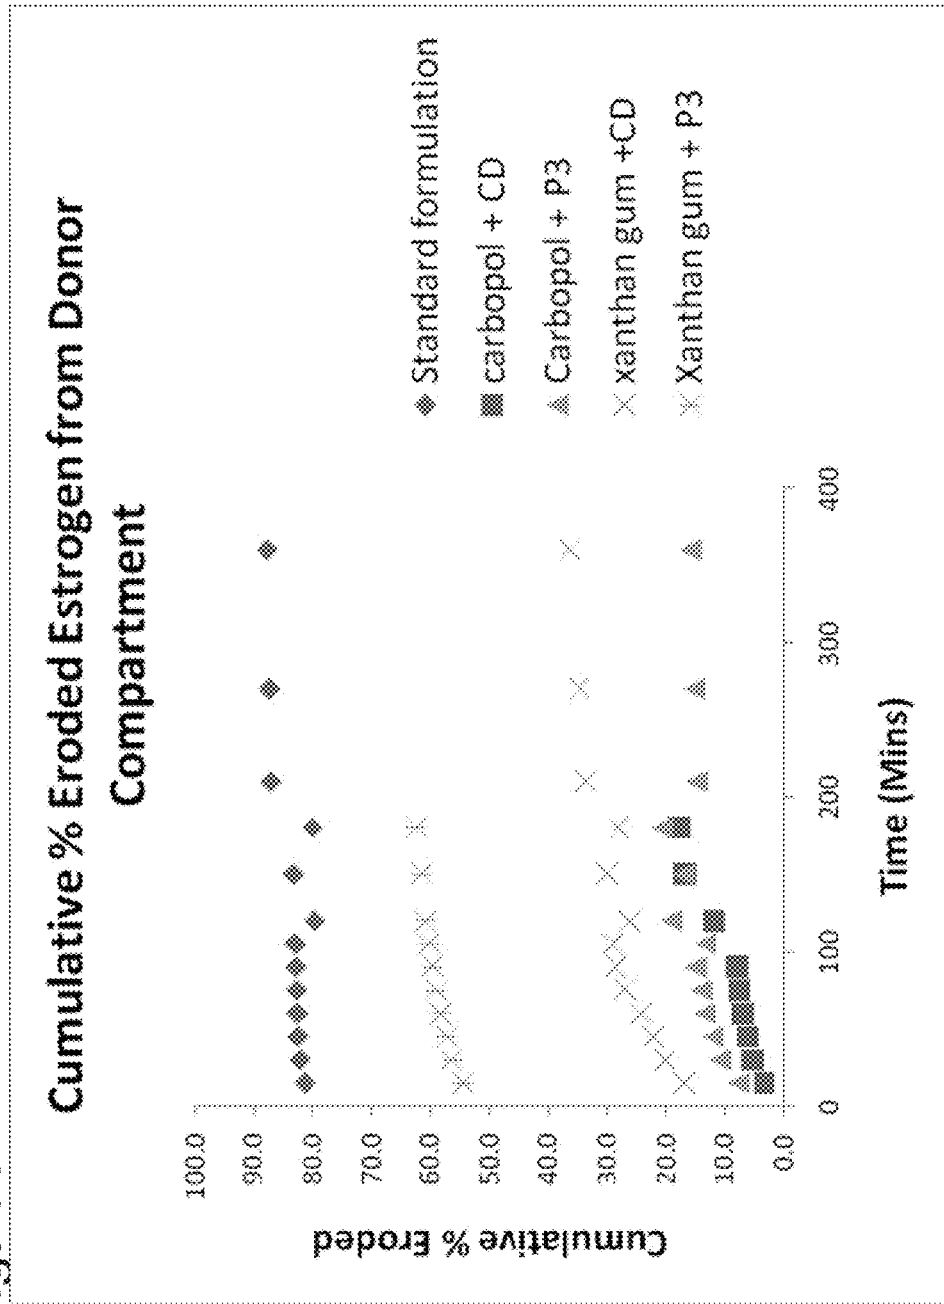 Cumulative % Eroded Estrogen from Donor
Compartment
Cumulative % Eroded
100.0
90.0
80.0
70.0
60.0
50.0
40.0
30.0
20.0
10.0
0.0
0
100
200
300
400
Time (Mins)
Standard formulation
carbopol + CD
Carbopol + P3
xanthan gum +CD
Xanthan gum + P3